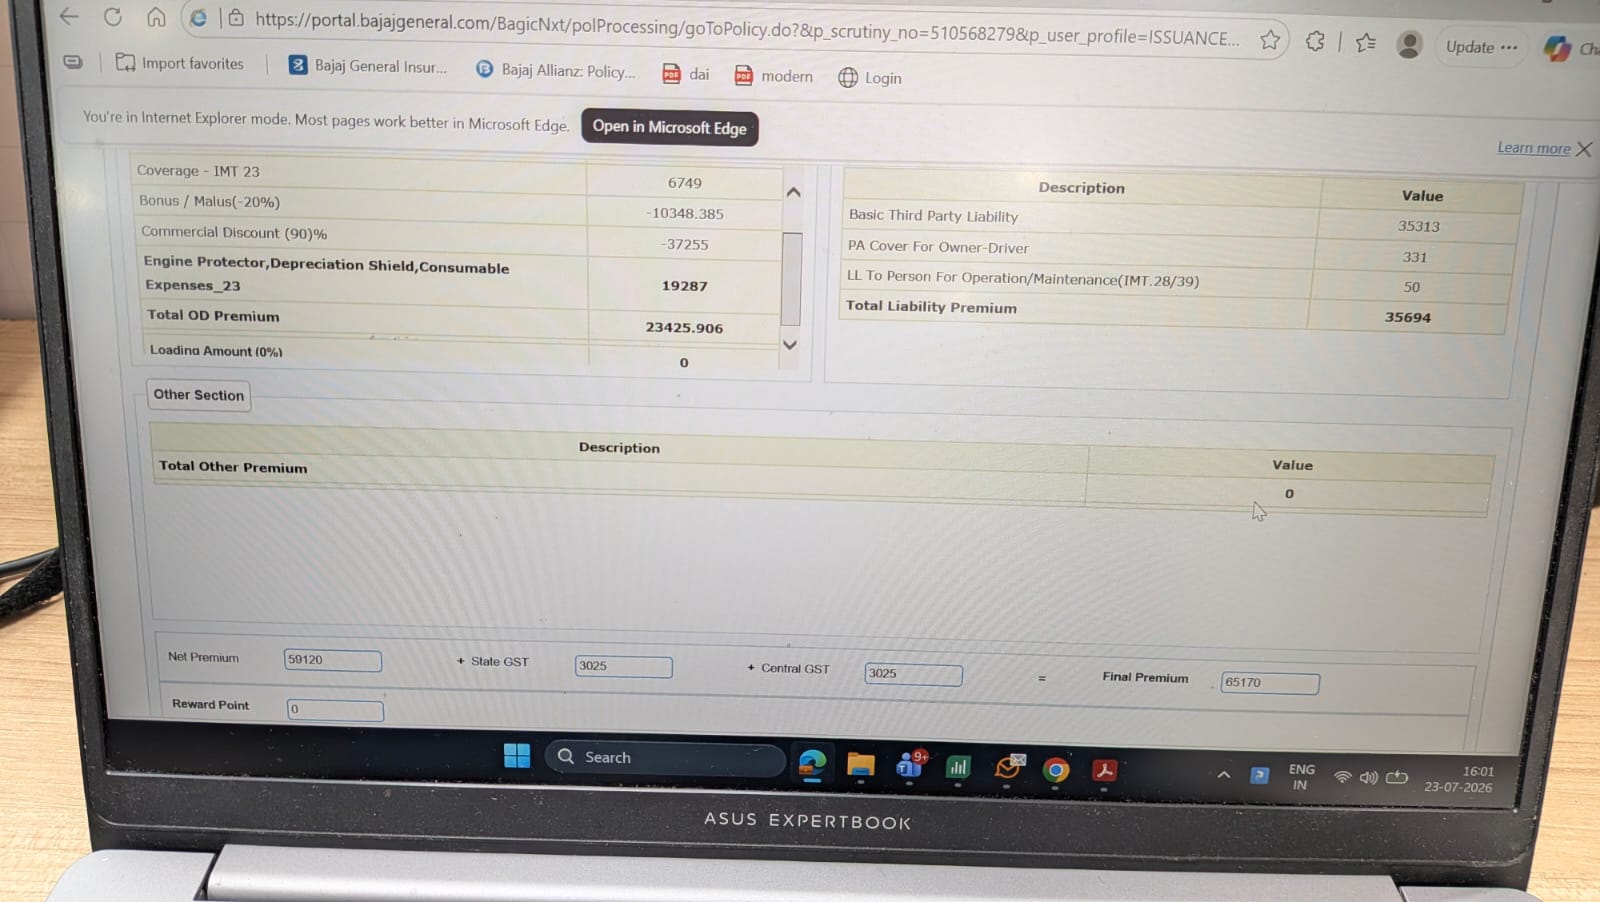 https://portal.bajajgeneral.com/BagicNxt/polProcessing/goToPolicy.do?&p_scrutiny_no=510568279&p_user_profile=ISSUANCE...
Update
Import favorites
Bajaj General Insur...
Bajaj Allianz: Policy...
dai
modern
Login
You're in Internet Explorer mode. Most pages work better in Microsoft Edge.
Open in Microsoft Edge
Learn more
Coverage - IMT 23 6749
Bonus / Malus(-20%) -10348.385
Commercial Discount (90)% -37255
Engine Protector,Depreciation Shield,Consumable
Expenses_23 19287
Total OD Premium 23425.906
Loading Amount (0%) 0
Description Value
Basic Third Party Liability 35313
PA Cover For Owner-Driver 331
LL To Person For Operation/Maintenance(IMT.28/39) 50
Total Liability Premium 35694
Other Section
Description Value
Total Other Premium 0
Net Premium 59120 + State GST 3025 + Central GST 3025 = Final Premium 65170
Reward Point 0
Search
9+
ENG
IN
16:01
23-07-2026
ASUS EXPERTBOOK